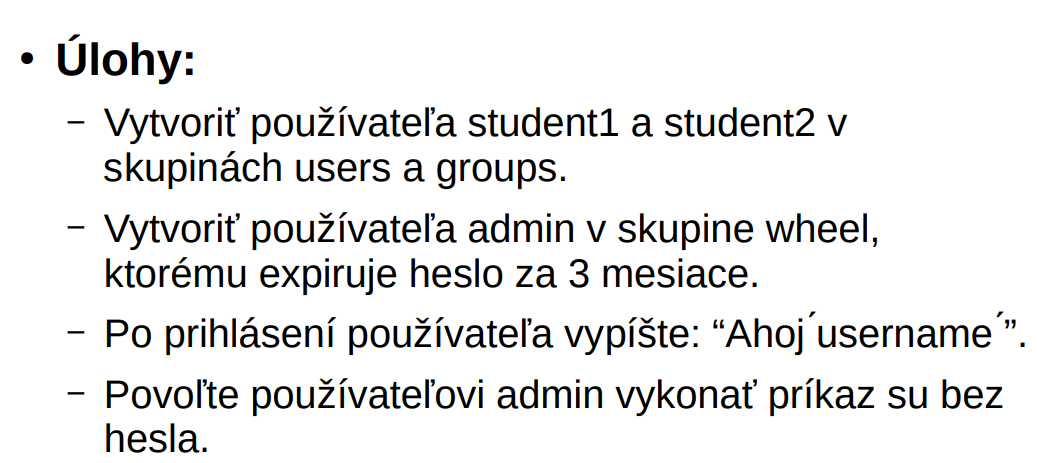 • Úlohy:
– Vytvoriť používateľa student1 a student2 v
skupinách users a groups.
– Vytvoriť používateľa admin v skupine wheel,
ktorému expiruje heslo za 3 mesiace.
– Po prihlásení používateľa vypíšte: “Ahoj ́username ́”.
– Povoľte používateľovi admin vykonať príkaz su bez
hesla.